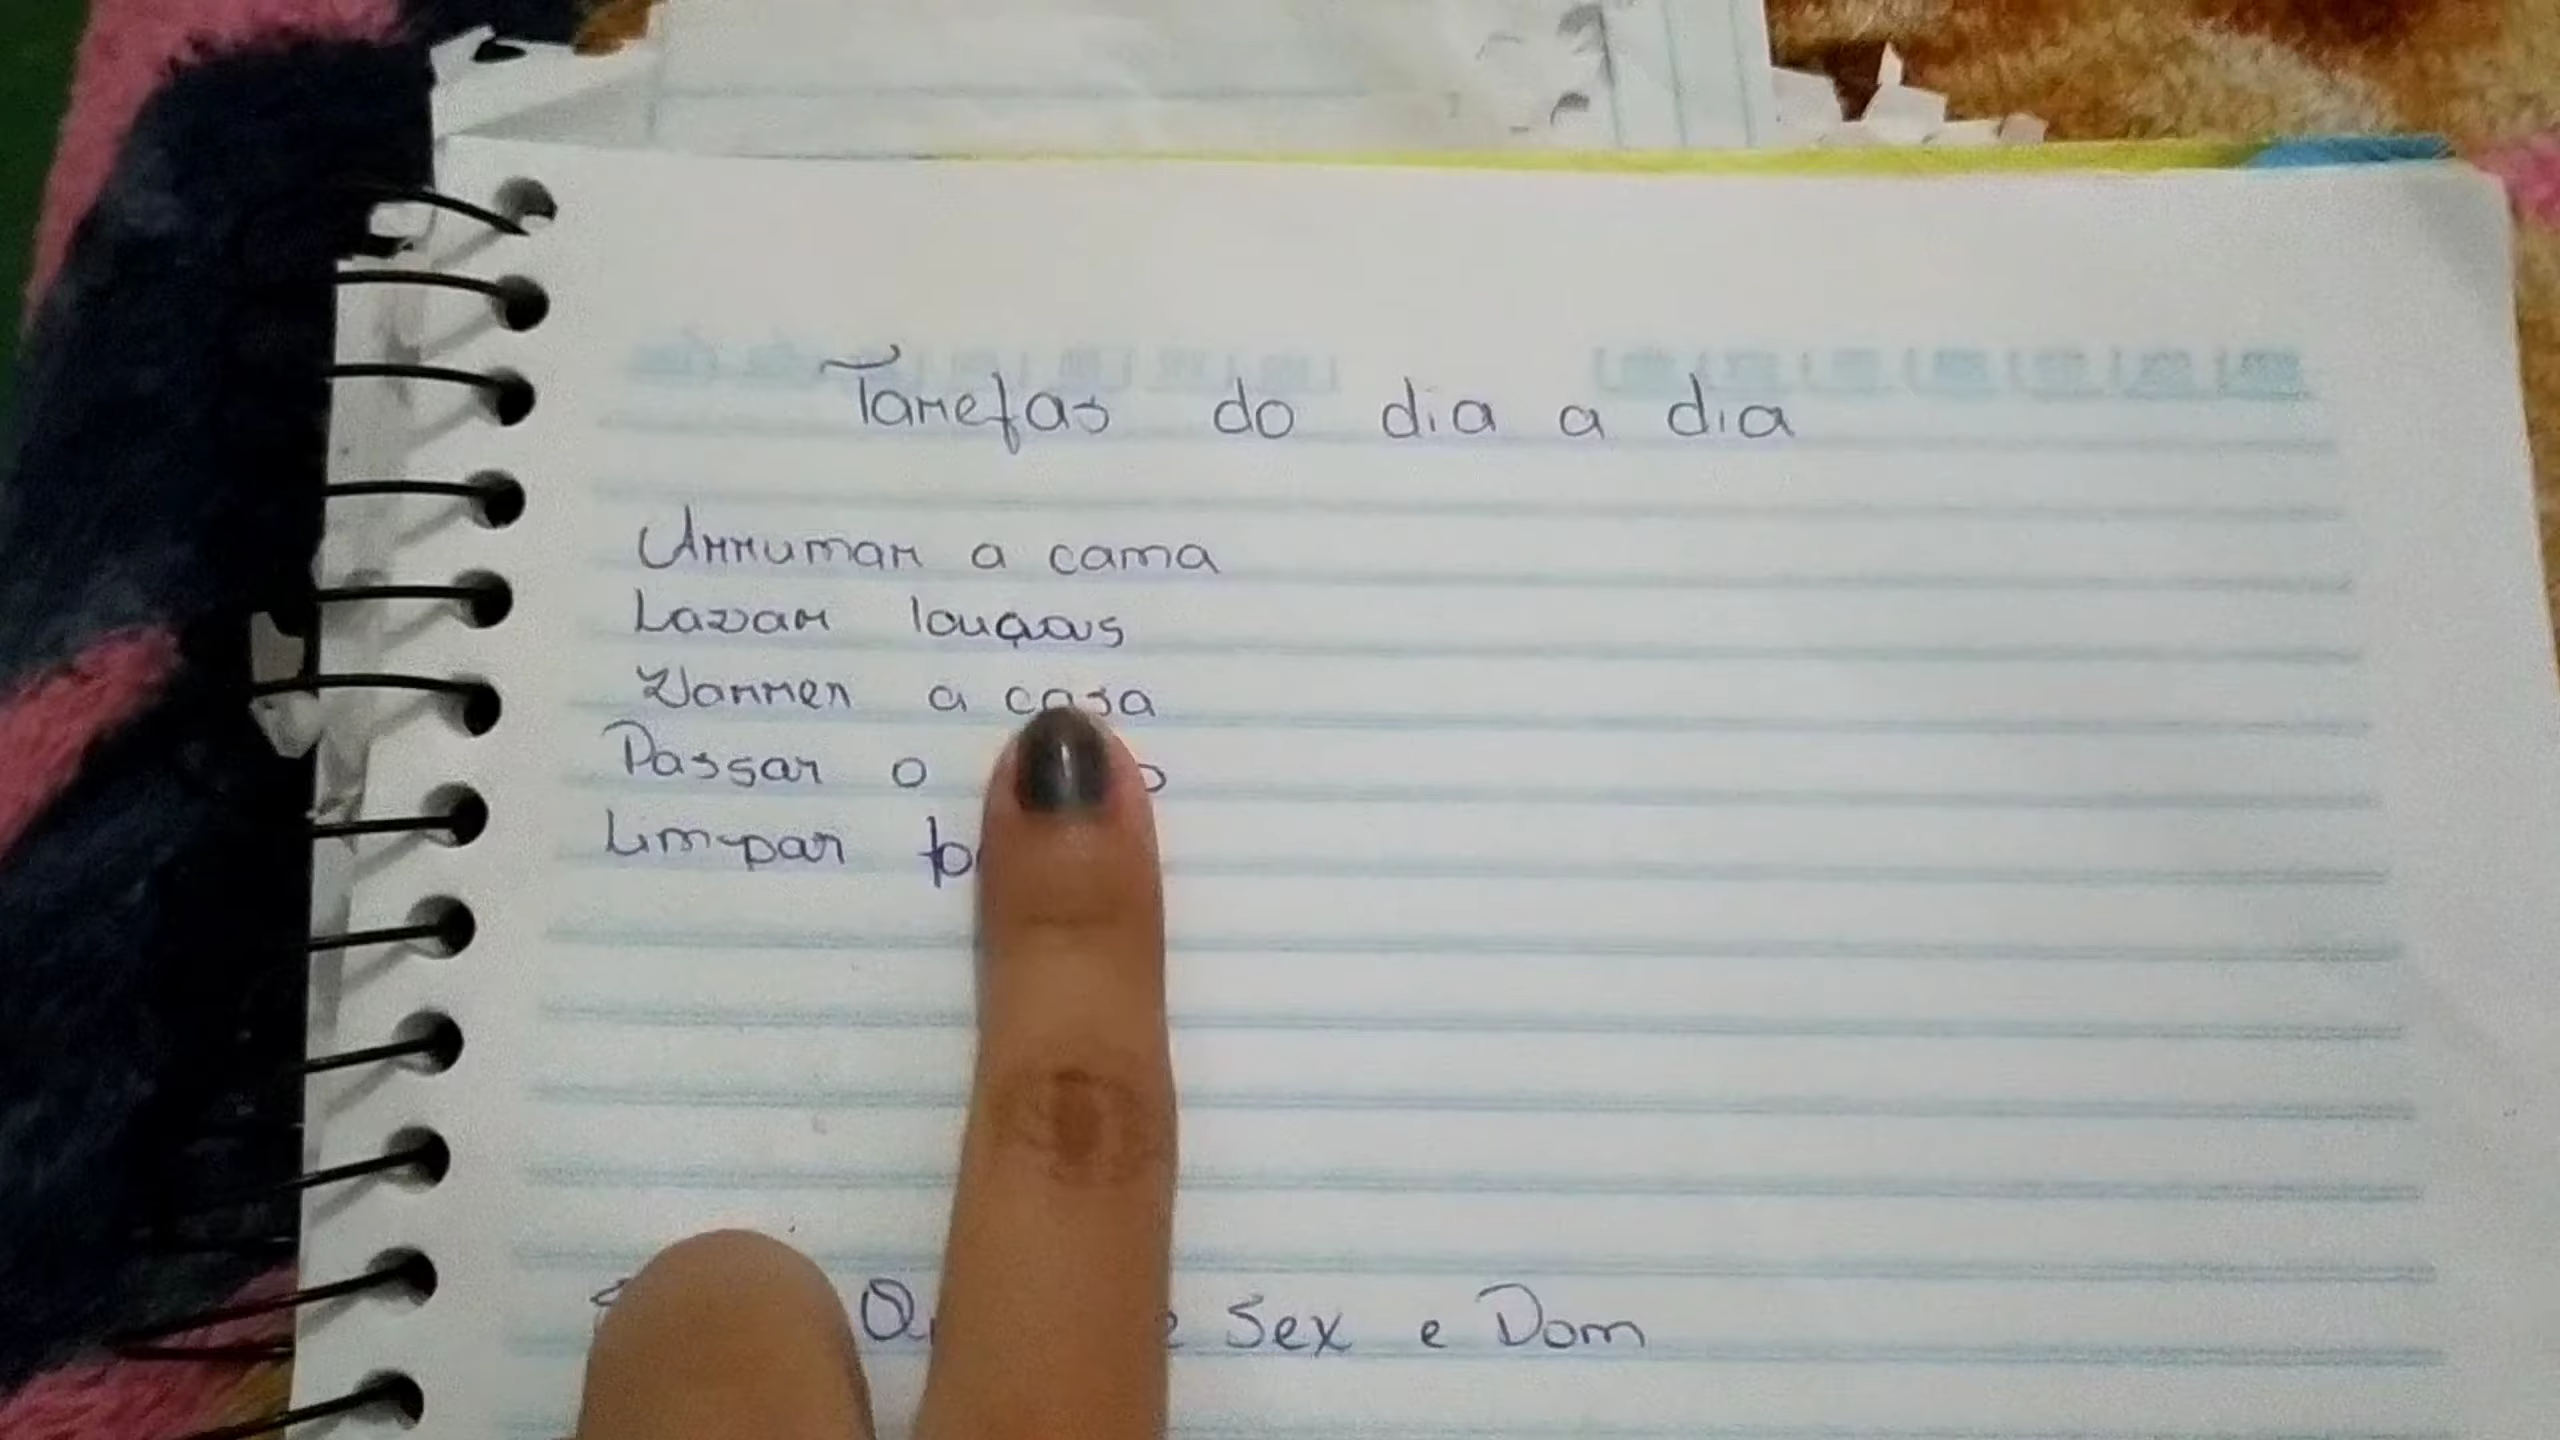 Tarefas do dia a dia
Arrumar a cama
Lavar louças
Varrer a casa
Passar o
Limpar
Sex e Dom